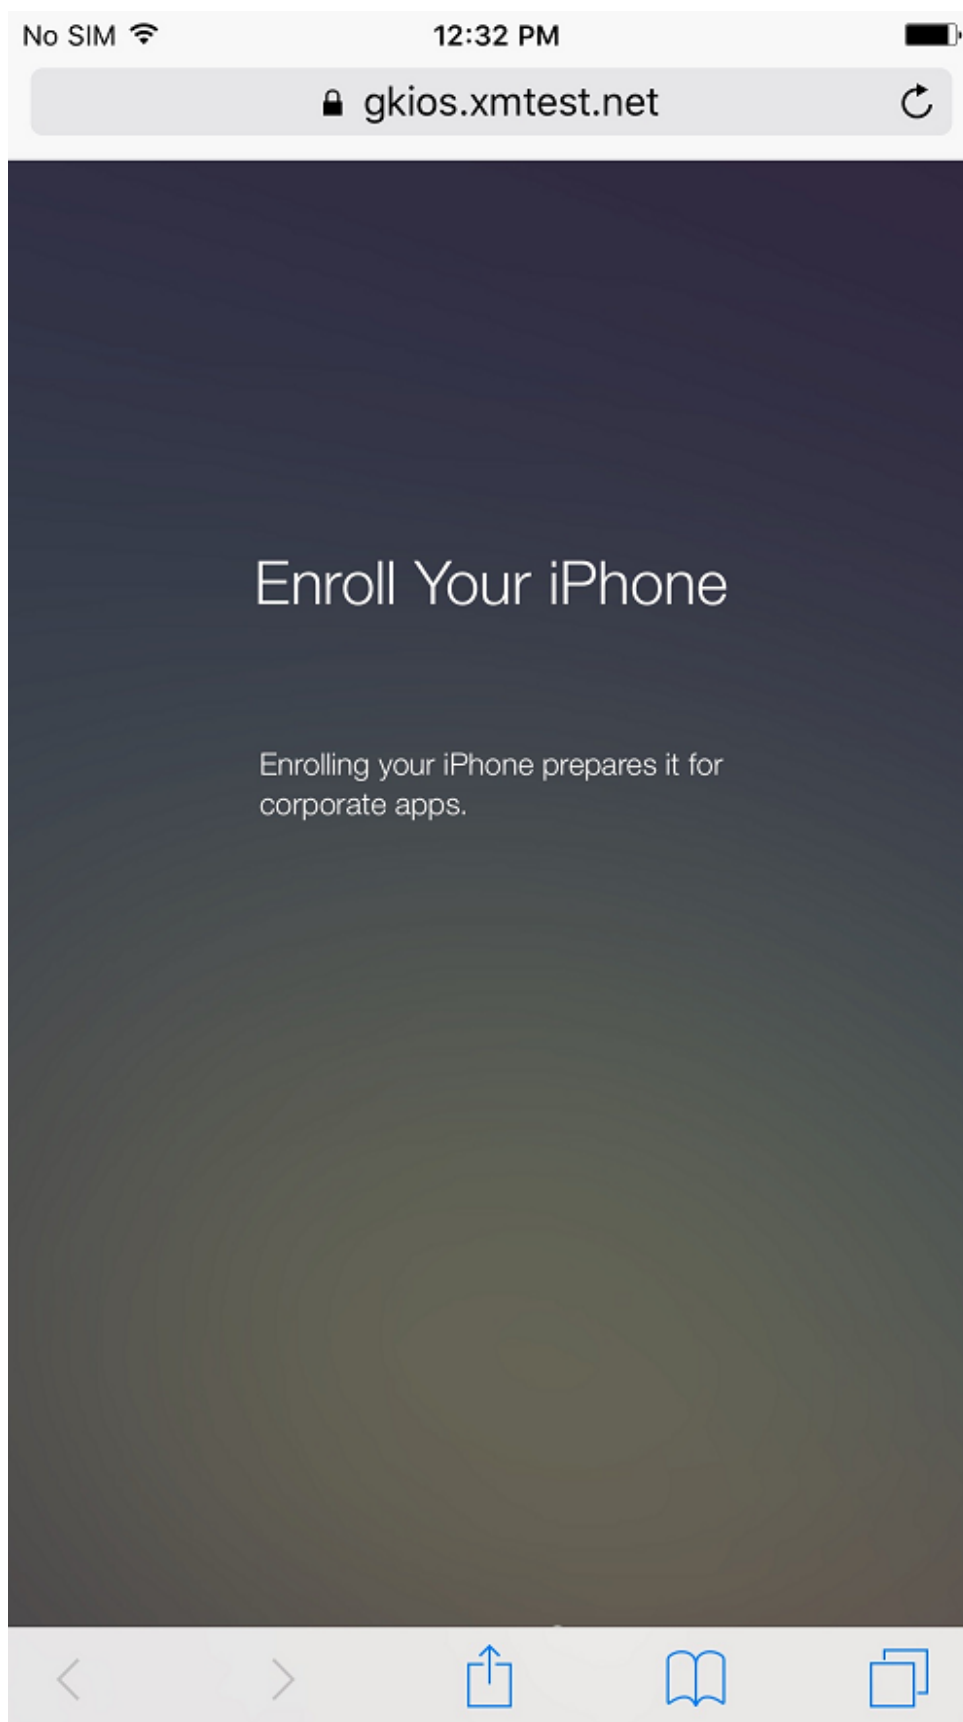 No SIM
12:32 PM
gkios.xmtest.net
Enroll Your iPhone
Enrolling your iPhone prepares it for
corporate apps.